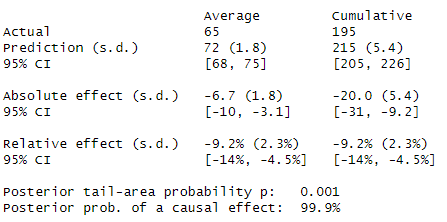 Average Cumulative
Actual 65 195
Prediction (s.d.) 72 (1.8) 215 (5.4)
95% CI [68, 75] [205, 226]
Absolute effect (s.d.) -6.7 (1.8) -20.0 (5.4)
95% CI [-10, -3.1] [-31, -9.2]
Relative effect (s.d.) -9.2% (2.3%) -9.2% (2.3%)
95% CI [-14%, -4.5%] [-14%, -4.5%]
Posterior tail-area probability p: 0.001
Posterior prob. of a causal effect: 99.9%